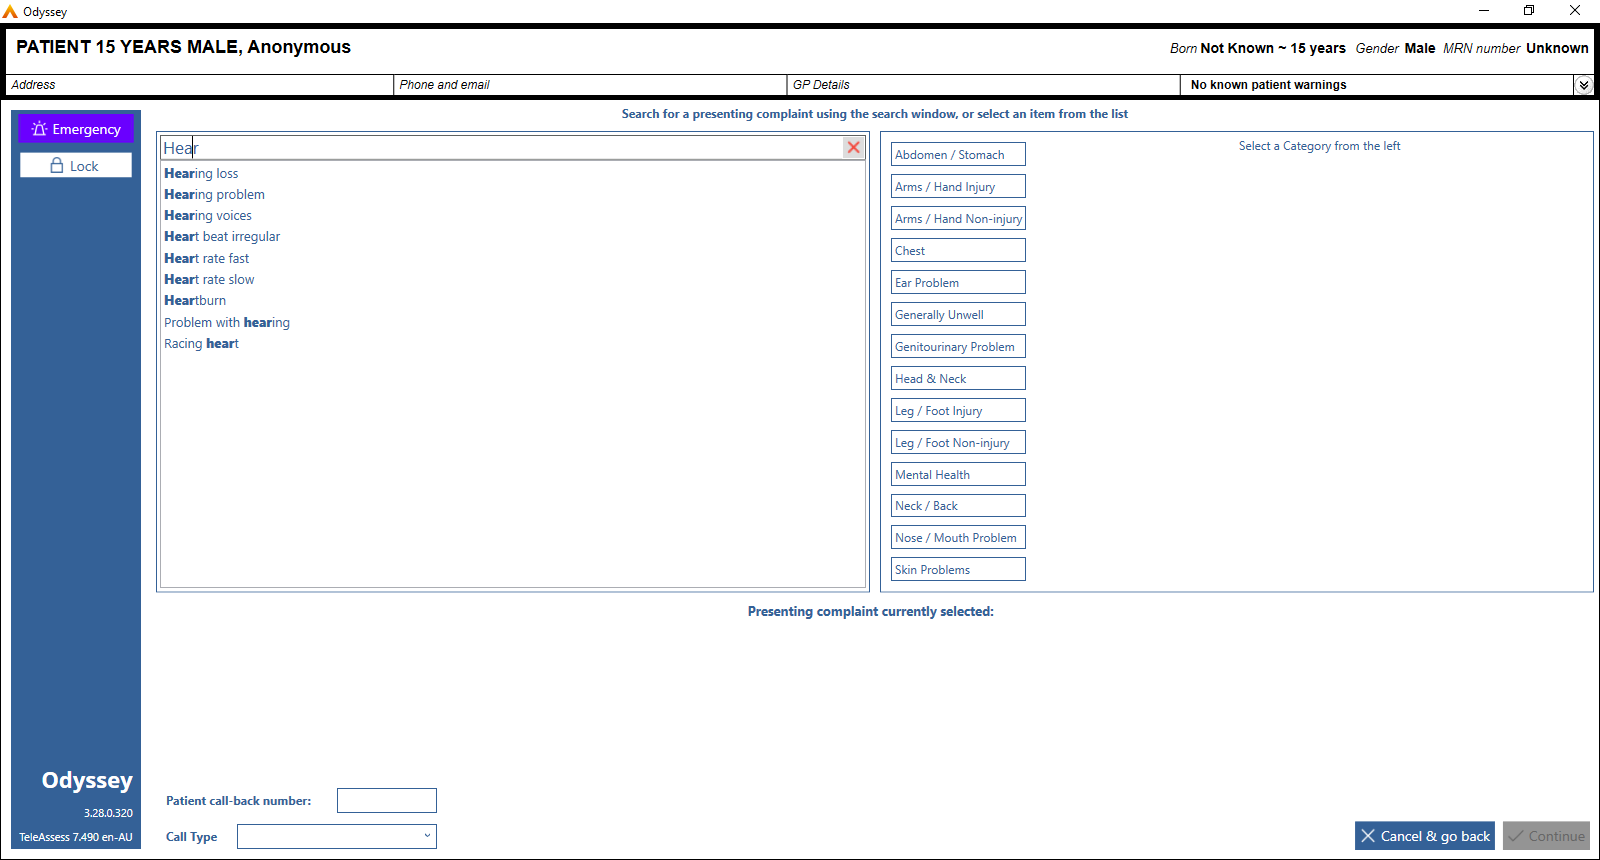 Odyssey
PATIENT 15 YEARS MALE, Anonymous
Born Not Known ~ 15 years Gender Male MRN number Unknown
Address
Phone and email
GP Details
No known patient warnings
Emergency
Lock
Search for a presenting complaint using the search window, or select an item from the list
Hear
Hearing loss
Hearing problem
Hearing voices
Heart beat irregular
Heart rate fast
Heart rate slow
Heartburn
Problem with hearing
Racing heart
Abdomen / Stomach
Arms / Hand Injury
Arms / Hand Non-injury
Chest
Ear Problem
Generally Unwell
Genitourinary Problem
Head & Neck
Leg / Foot Injury
Leg / Foot Non-injury
Mental Health
Neck / Back
Nose / Mouth Problem
Skin Problems
Select a Category from the left
Presenting complaint currently selected:
Odyssey
3.28.0.320
TeleAssess 7.490 en-AU
Patient call-back number:
Call Type
Cancel & go back
Continue